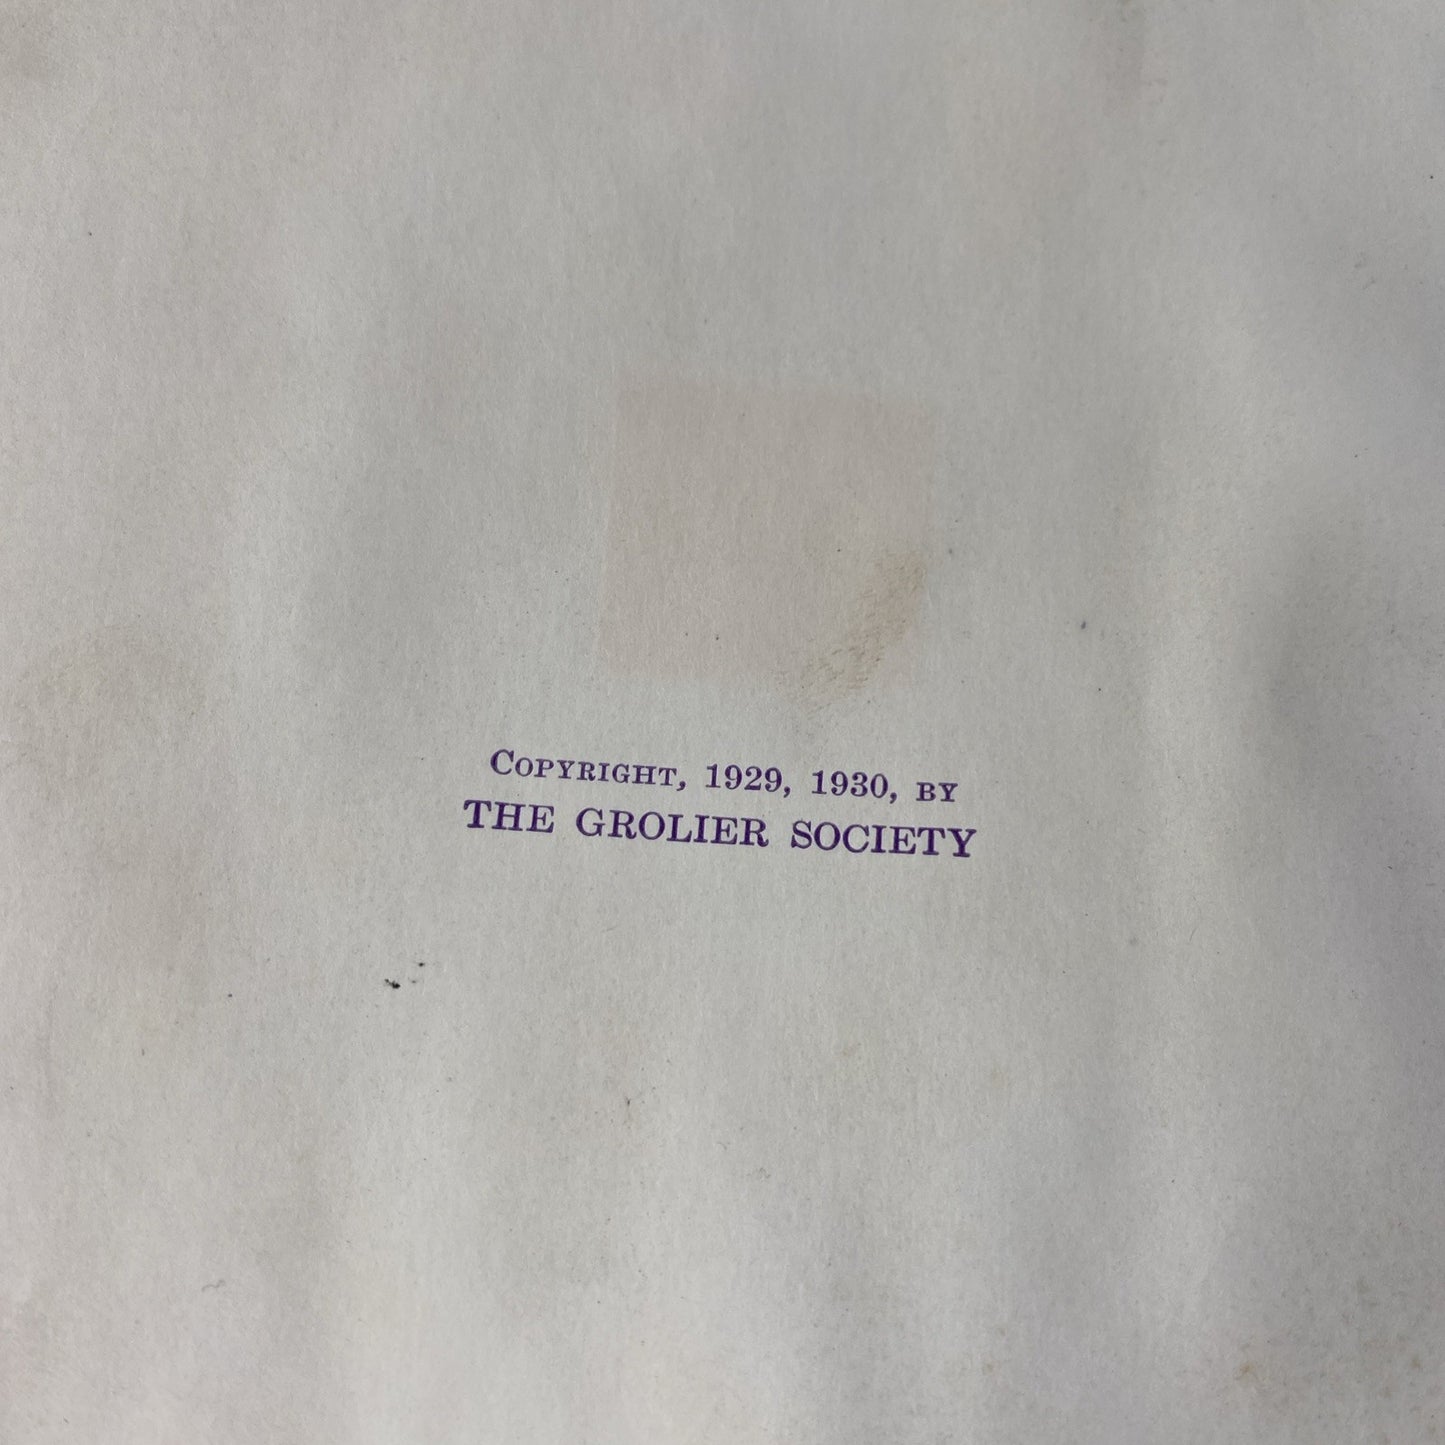 Copyright, 1929, 1930, by
THE GROLIER SOCIETY